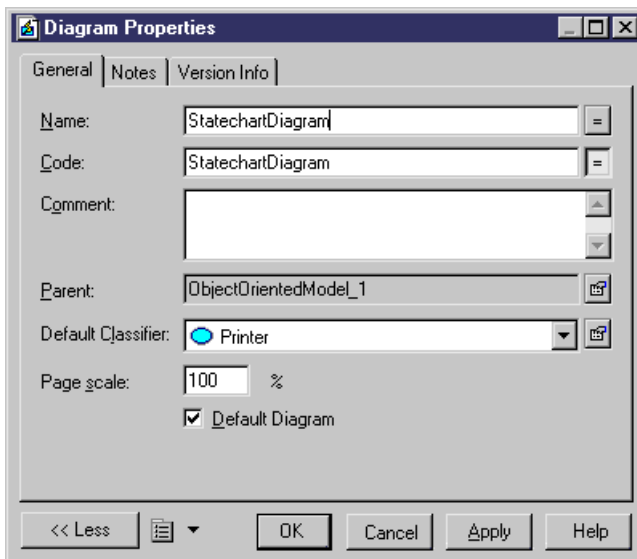 Diagram Properties
General Notes Version Info
Name: StatechartDiagram =
Code: StatechartDiagram =
Comment:
Parent: ObjectOrientedModel_1
Default Classifier: Printer
Page scale: 100 %
Default Diagram
<< Less OK Cancel Apply Help